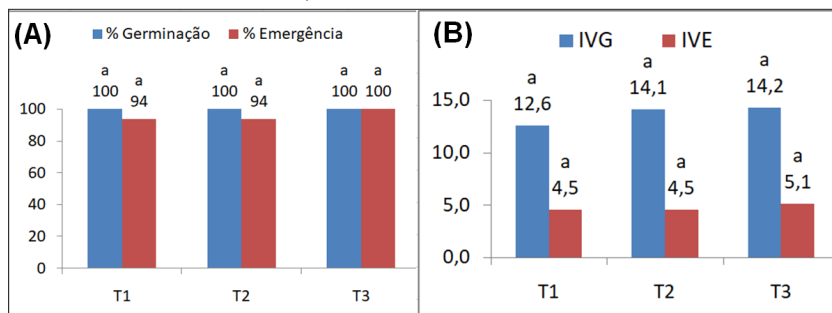 (A)
% Germinação % Emergência
a a a a a a
100 94 100 94 100 100
100
80
60
40
20
0
T1 T2 T3
(B)
IVG IVE
a a a
12,6 14,1 14,2
a a a
4,5 4,5 5,1
15,0
10,0
5,0
0,0
T1 T2 T3